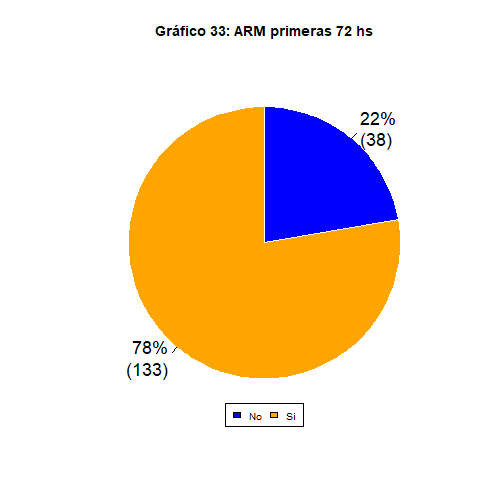 Gráfico 33: ARM primeras 72 hs
22%
(38)
78%
(133)
No Si